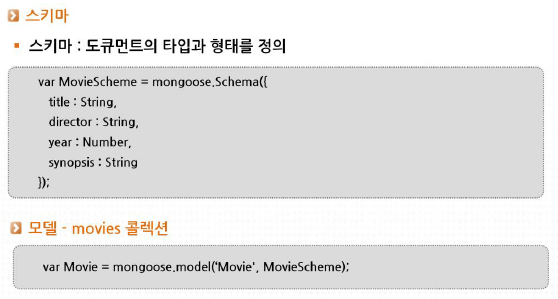 스키마
스키마 : 도큐먼트의 타입과 형태를 정의
var MovieScheme = mongoose.Schema({
title : String,
director : String,
year : Number,
synopsis : String
});
모델 - movies 콜렉션
var Movie = mongoose.model(‘Movie', MovieScheme);